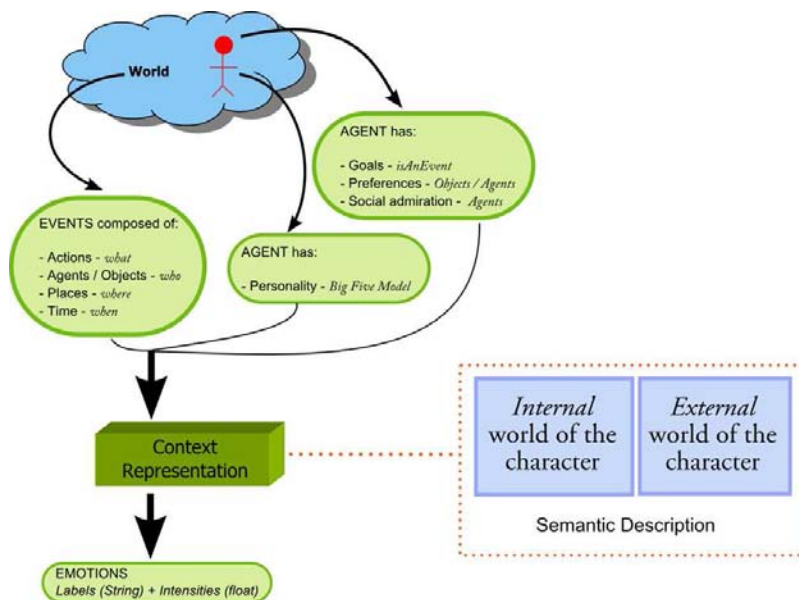 World
AGENT has:
- Goals - isAnEvent
- Preferences - Objects / Agents
- Social admiration - Agents
EVENTS composed of:
- Actions - what
- Agents / Objects - who
- Places - where
- Time - when
AGENT has:
- Personality - Big Five Model
Context
Representation
Internal
world of the
character
External
world of the
character
Semantic Description
EMOTIONS
Labels (String) + Intensities (float)